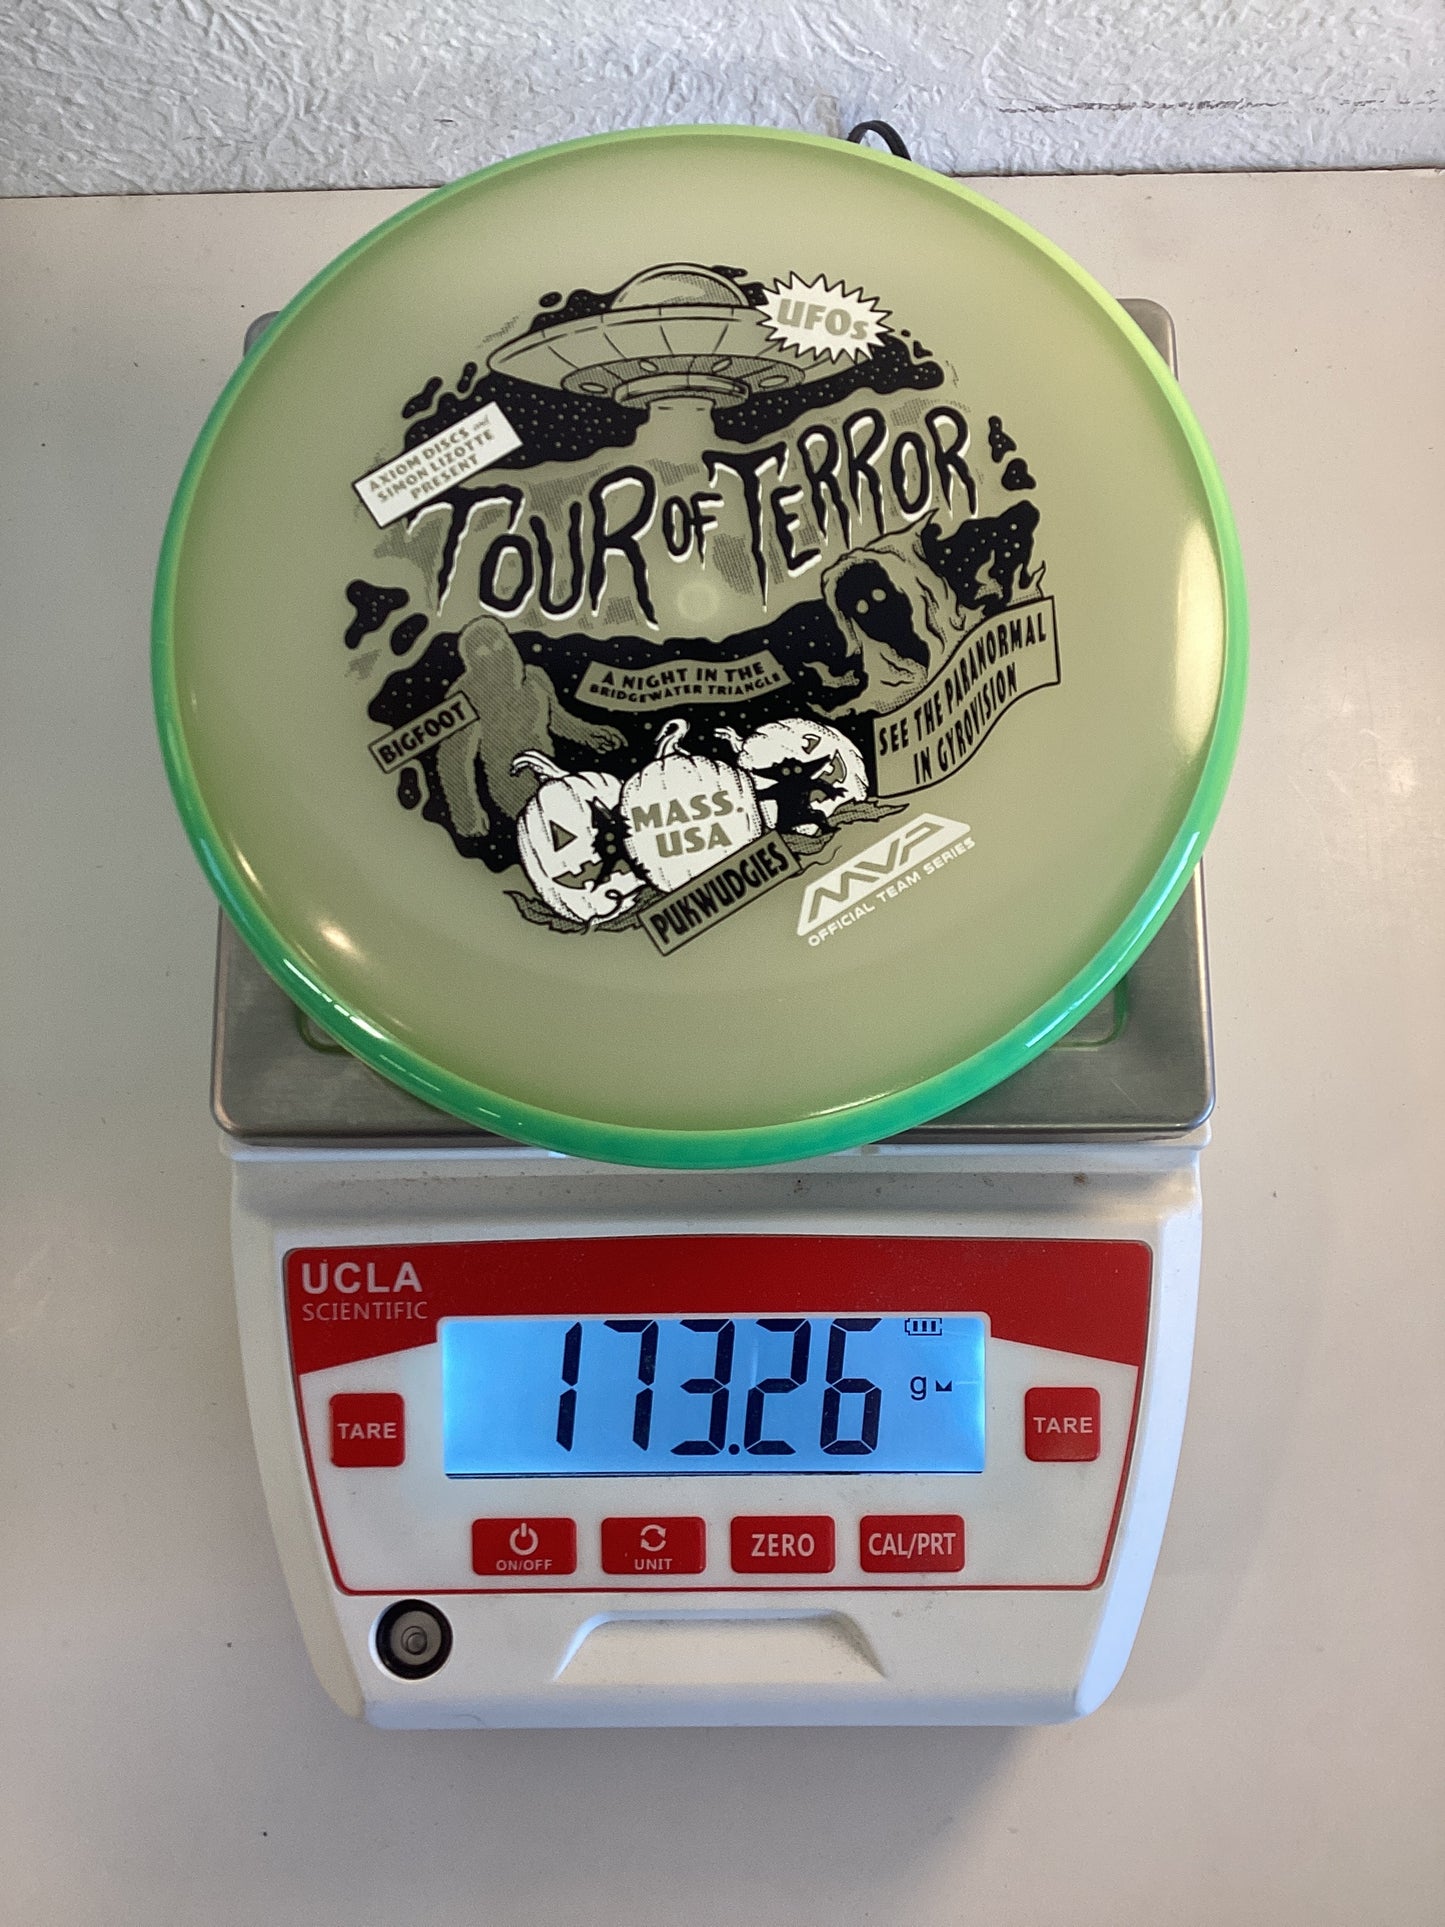 UFOs
AXIOM DISCS and
SIMON LIZOTTE
PRESENT
TOUR OF TERROR
A NIGHT IN THE
BRIDGEWATER TRIANGLE
SEE THE PARANORMAL
IN GYROVISION
BIGFOOT
MASS.
USA
PUKWUDGIES
MVP
OFFICIAL TEAM SERIES
UCLA
SCIENTIFIC
173.26
g
TARE
TARE
ON/OFF
UNIT
ZERO
CAL/PRT